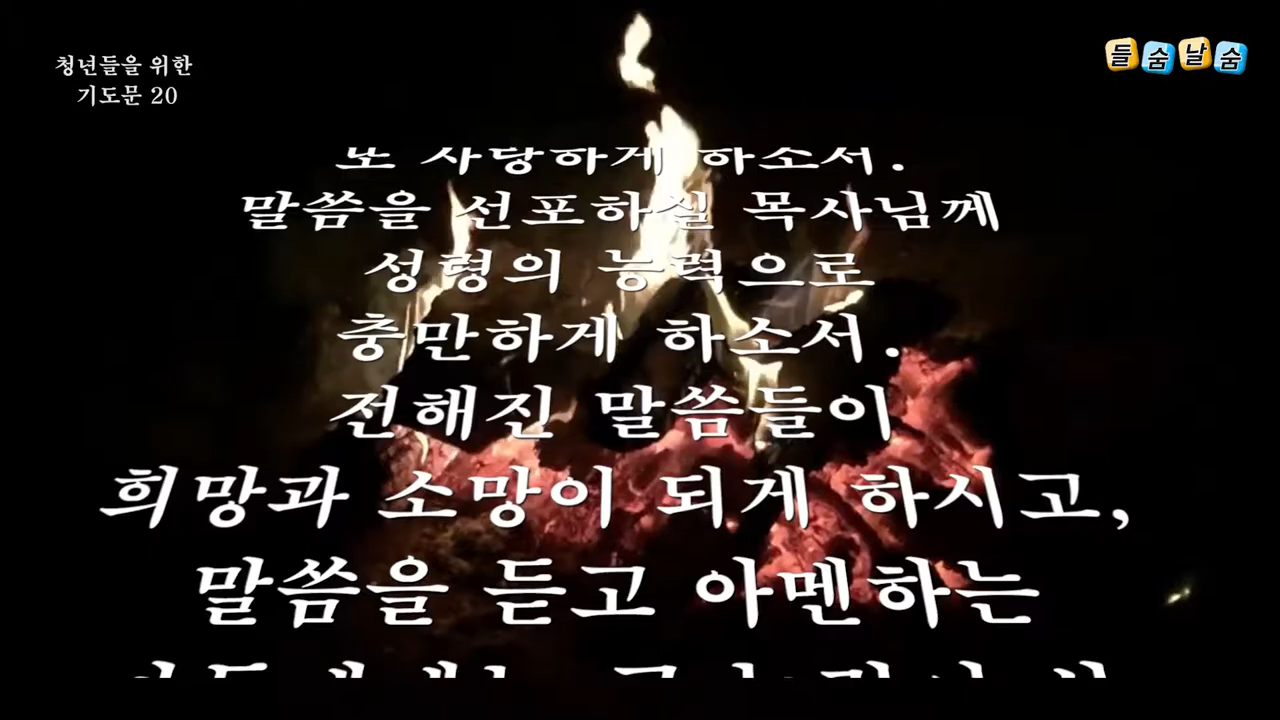 청년들을 위한
기도문 20
들숨날숨
사랑하게 하소서.
말씀을 선포하실 목사님께
성령의 능력으로
충만하게 하소서.
전해진 말씀들이
희망과 소망이 되게 하시고,
말씀을 듣고 아멘하는